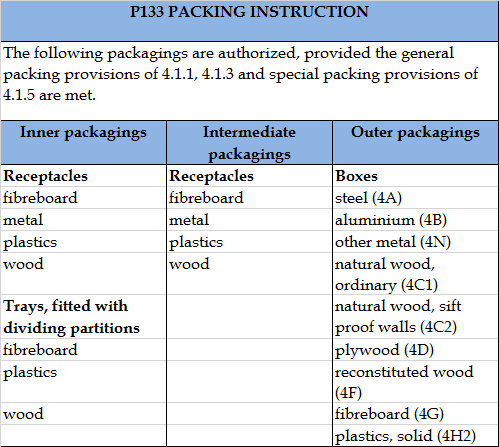 P133 PACKING INSTRUCTION
The following packagings are authorized, provided the general
packing provisions of 4.1.1, 4.1.3 and special packing provisions of
4.1.5 are met.
Inner packagings
Intermediate
packagings
Outer packagings
Receptacles
Receptacles
Boxes
fibreboard
fibreboard
steel (4A)
metal
metal
aluminium (4B)
plastics
plastics
other metal (4N)
wood
wood
natural wood,
ordinary (4C1)
Trays, fitted with
dividing partitions
natural wood, sift
proof walls (4C2)
fibreboard
plywood (4D)
plastics
reconstituted wood
(4F)
wood
fibreboard (4G)
plastics, solid (4H2)